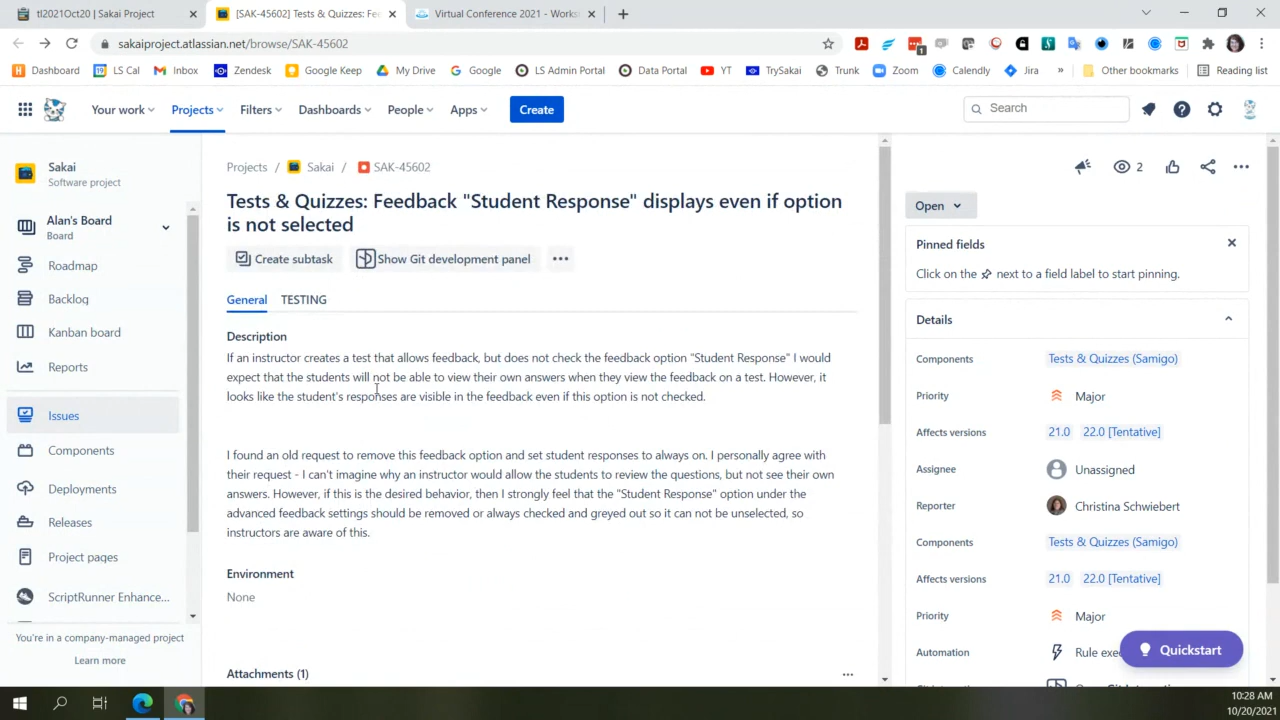 tl2021Oct20 | Sakai Project
[SAK-45602] Tests & Quizzes: Fee
Virtual Conference 2021 - Works
sakaiproject.atlassian.net/browse/SAK-45602
Dashboard
LS Cal
Inbox
Zendesk
Google Keep
My Drive
Google
LS Admin Portal
Data Portal
YT
TrySakai
Trunk
Zoom
Calendly
Jira
»
Other bookmarks
Reading list
Your work
Projects
Filters
Dashboards
People
Apps
Create
Search
Sakai
Software project
Alan's Board
Board
Roadmap
Backlog
Kanban board
Reports
Issues
Components
Deployments
Releases
Project pages
ScriptRunner Enhance...
You're in a company-managed project
Learn more
Projects / Sakai / SAK-45602
Tests & Quizzes: Feedback "Student Response" displays even if option
is not selected
Create subtask
Show Git development panel
General
TESTING
Description
If an instructor creates a test that allows feedback, but does not check the feedback option "Student Response" I would
expect that the students will not be able to view their own answers when they view the feedback on a test. However, it
looks like the student's responses are visible in the feedback even if this option is not checked.
I found an old request to remove this feedback option and set student responses to always on. I personally agree with
their request - I can't imagine why an instructor would allow the students to review the questions, but not see their own
answers. However, if this is the desired behavior, then I strongly feel that the "Student Response" option under the
advanced feedback settings should be removed or always checked and greyed out so it can not be unselected, so
instructors are aware of this.
Environment
None
Attachments (1)
2
Open
Pinned fields
Click on the next to a field label to start pinning.
Details
Components Tests & Quizzes (Samigo)
Priority Major
Affects versions 21.0 22.0 [Tentative]
Assignee Unassigned
Reporter Christina Schwiebert
Components Tests & Quizzes (Samigo)
Affects versions 21.0 22.0 [Tentative]
Priority Major
Automation Rule exe
Quickstart
10:28 AM
10/20/2021